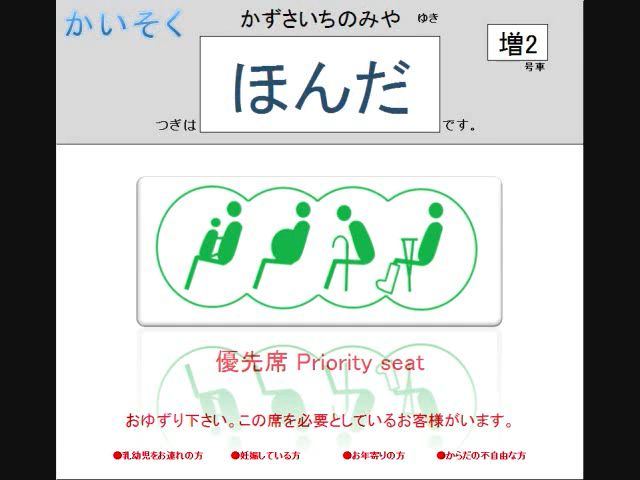 かいそく
かずさいちのみや ゆき
増2
号車
つぎは ほんだ です。
優先席 Priority seat
おゆずり下さい。この席を必要としているお客様がいます。
●乳幼児をお連れの方 ●妊娠している方 ●お年寄りの方 ●からだの不自由な方